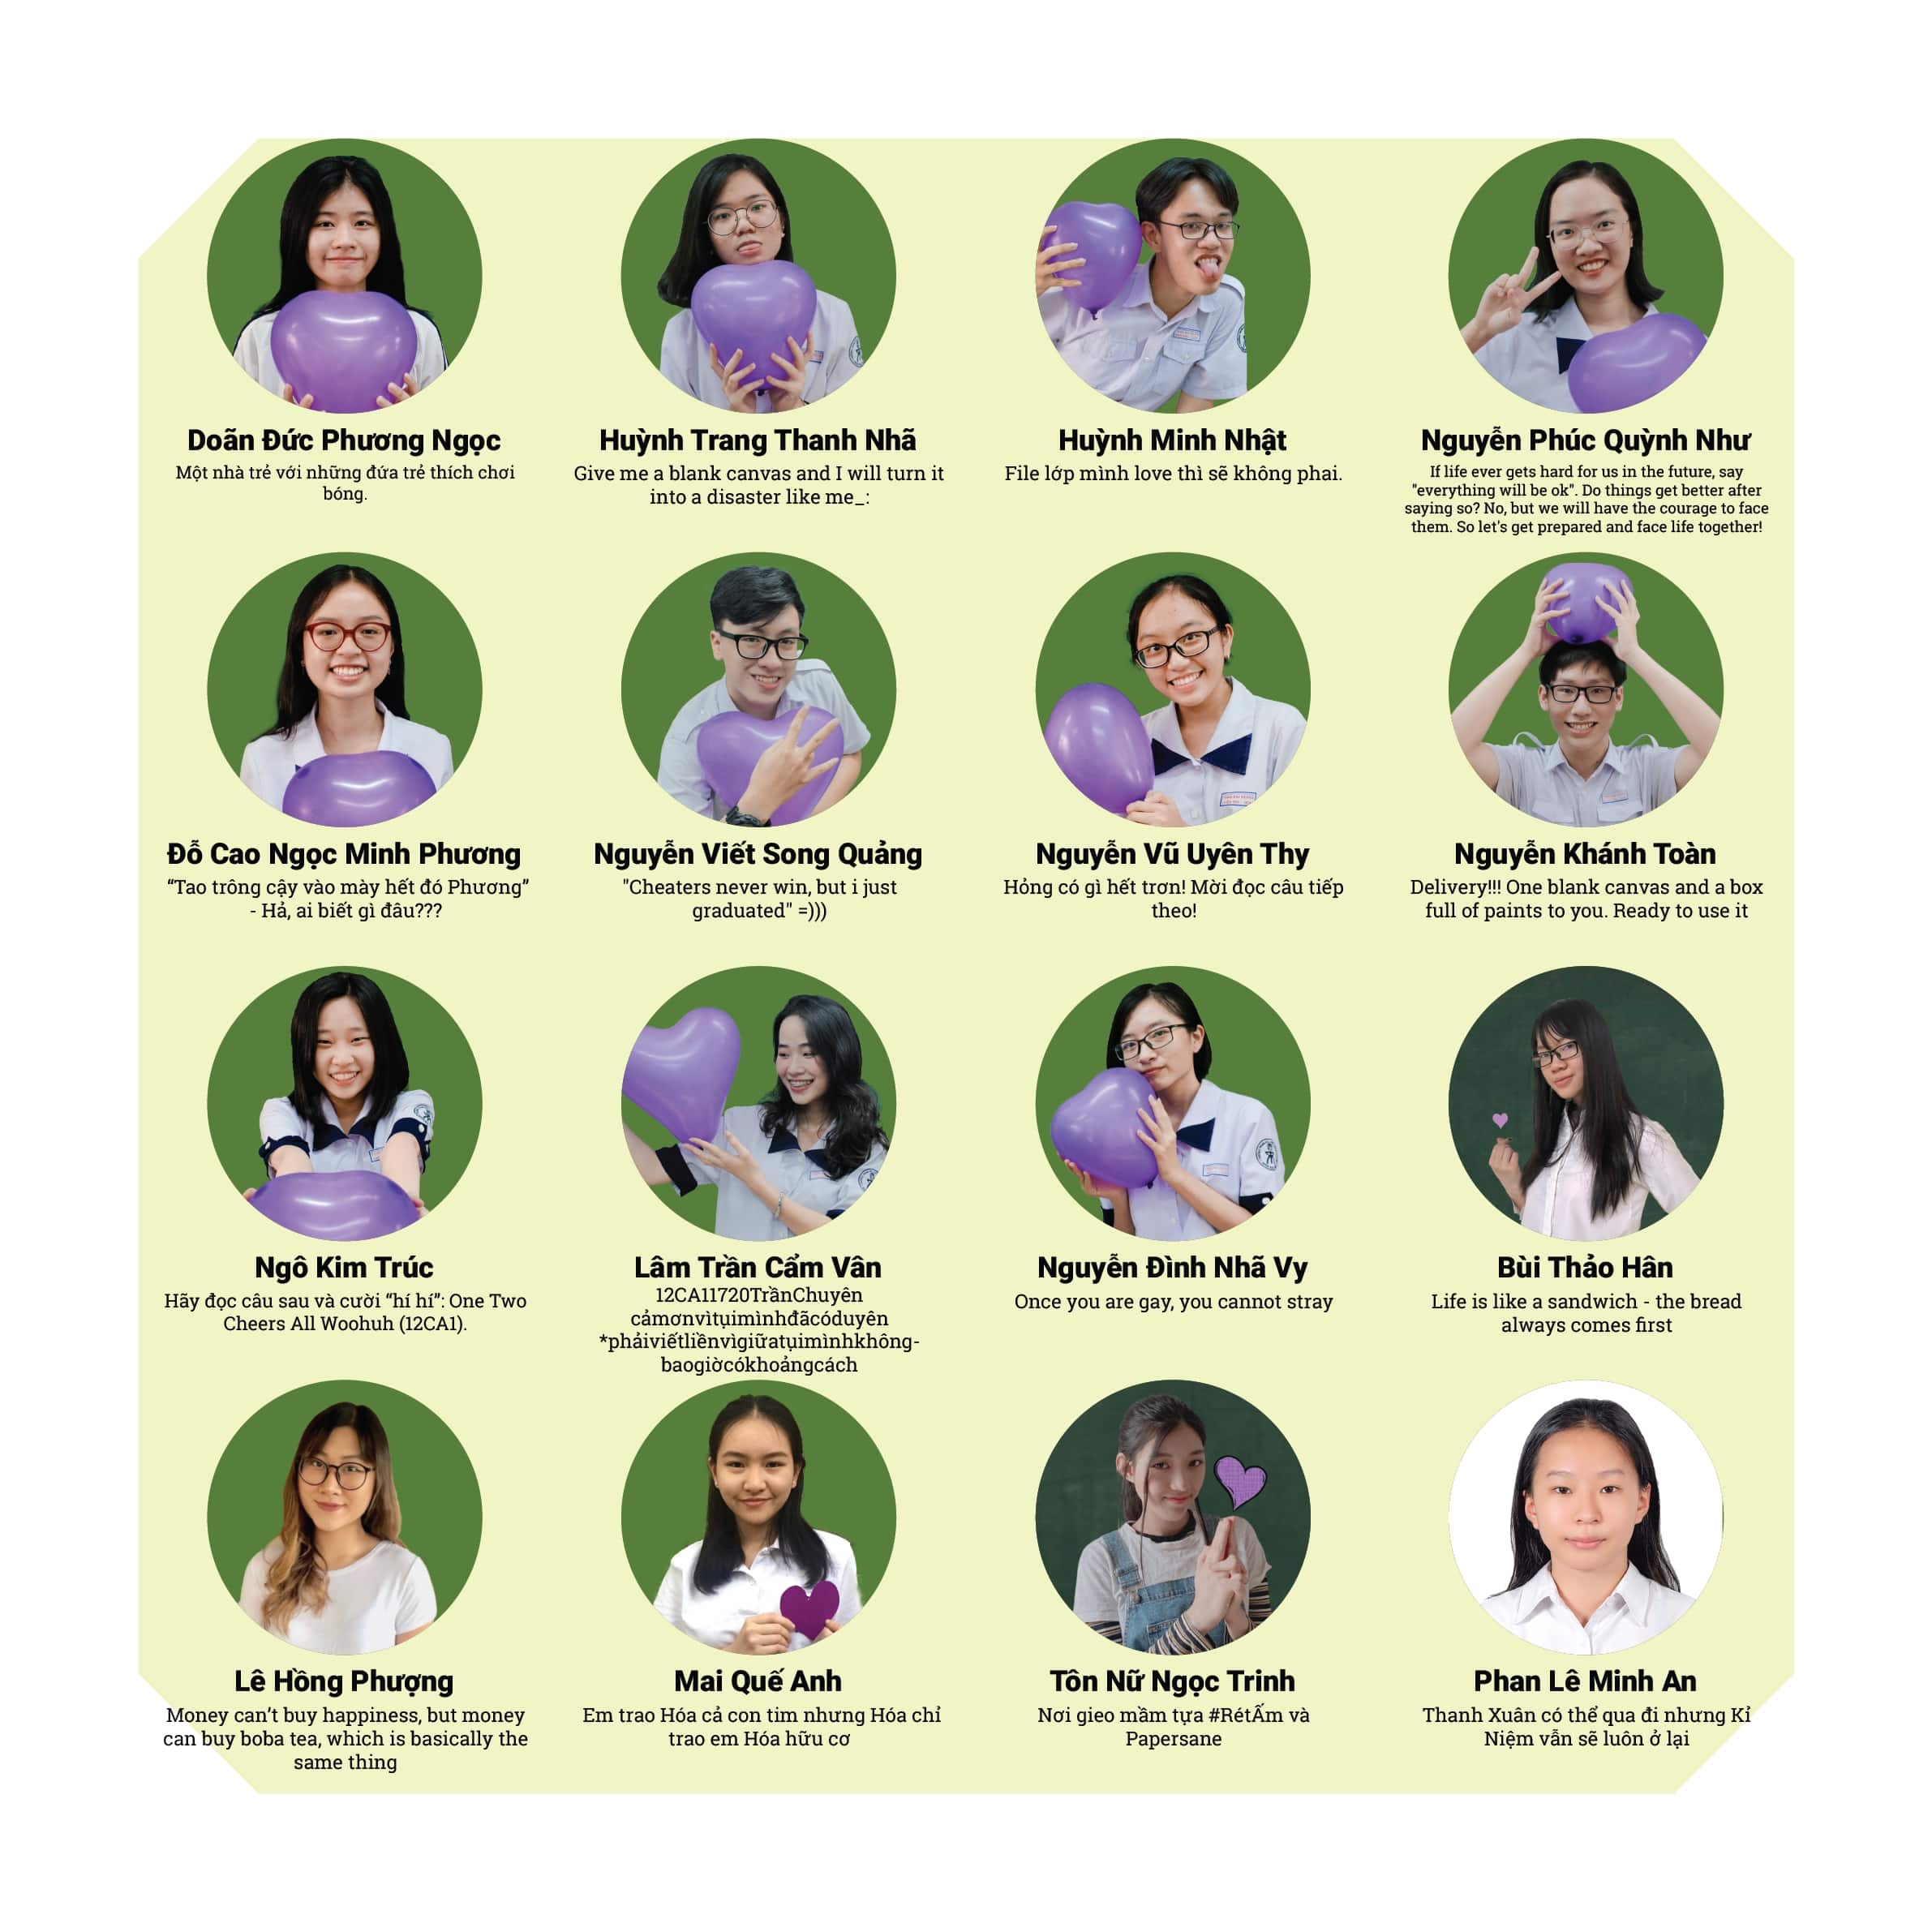 Doãn Đức Phương Ngọc
Một nhà trẻ với những đứa trẻ thích chơi
bóng.
Huỳnh Trang Thanh Nhã
Give me a blank canvas and I will turn it
into a disaster like me_:
Huỳnh Minh Nhật
File lớp mình love thì sẽ không phai.
Nguyễn Phúc Quỳnh Như
If life ever gets hard for us in the future, say
"everything will be ok". Do things get better after
saying so? No, but we will have the courage to face
them. So let's get prepared and face life together!
Đỗ Cao Ngọc Minh Phương
“Tao trông cậy vào mày hết đó Phương”
- Hả, ai biết gì đâu???
Nguyễn Viết Song Quảng
"Cheaters never win, but i just
graduated" =)))
Nguyễn Vũ Uyên Thy
Hỏng có gì hết trơn! Mời đọc câu tiếp
theo!
Nguyễn Khánh Toàn
Delivery!!! One blank canvas and a box
full of paints to you. Ready to use it
Ngô Kim Trúc
Hãy đọc câu sau và cười “hí hí”: One Two
Cheers All Woohuh (12CA1).
Lâm Trần Cẩm Vân
12CA11720TrầnChuyên
cảmơnvìtụimìnhđãcóduyên
*phảiviếtliềnvìgiữatụimìnhkhông-
baogiờcókhoảngcách
Nguyễn Đình Nhã Vy
Once you are gay, you cannot stray
Bùi Thảo Hân
Life is like a sandwich - the bread
always comes first
Lê Hồng Phượng
Money can’t buy happiness, but money
can buy boba tea, which is basically the
same thing
Mai Quế Anh
Em trao Hóa cả con tim nhưng Hóa chỉ
trao em Hóa hữu cơ
Tôn Nữ Ngọc Trinh
Nơi gieo mầm tựa #RétẤm và
Papersane
Phan Lê Minh An
Thanh Xuân có thể qua đi nhưng Kỉ
Niệm vẫn sẽ luôn ở lại